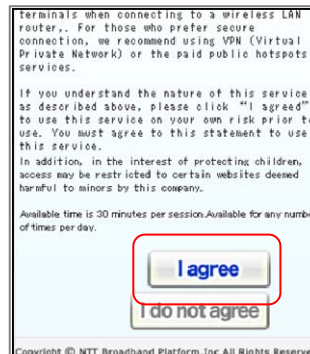 terminals when connecting to a wireless LAN
router,. For those who prefer secure
connection, we recommend using VPN (Virtual
Private Network) or the paid public hotspots
services.
If you understand the nature of this service
as described above, please click "I agreed"
to use this service on your own risk prior to
use. You must agree to this statement to use
this service.
In addition, in the interest of protecting children,
access may be restricted to certain websites deemed
harmful to minors by this company.
Available time is 30 minutes per session.Available for any numbe
of times per day.
I agree
I do not agree
Copyright © NTT Broadband Platform,Inc All Rights Reserve